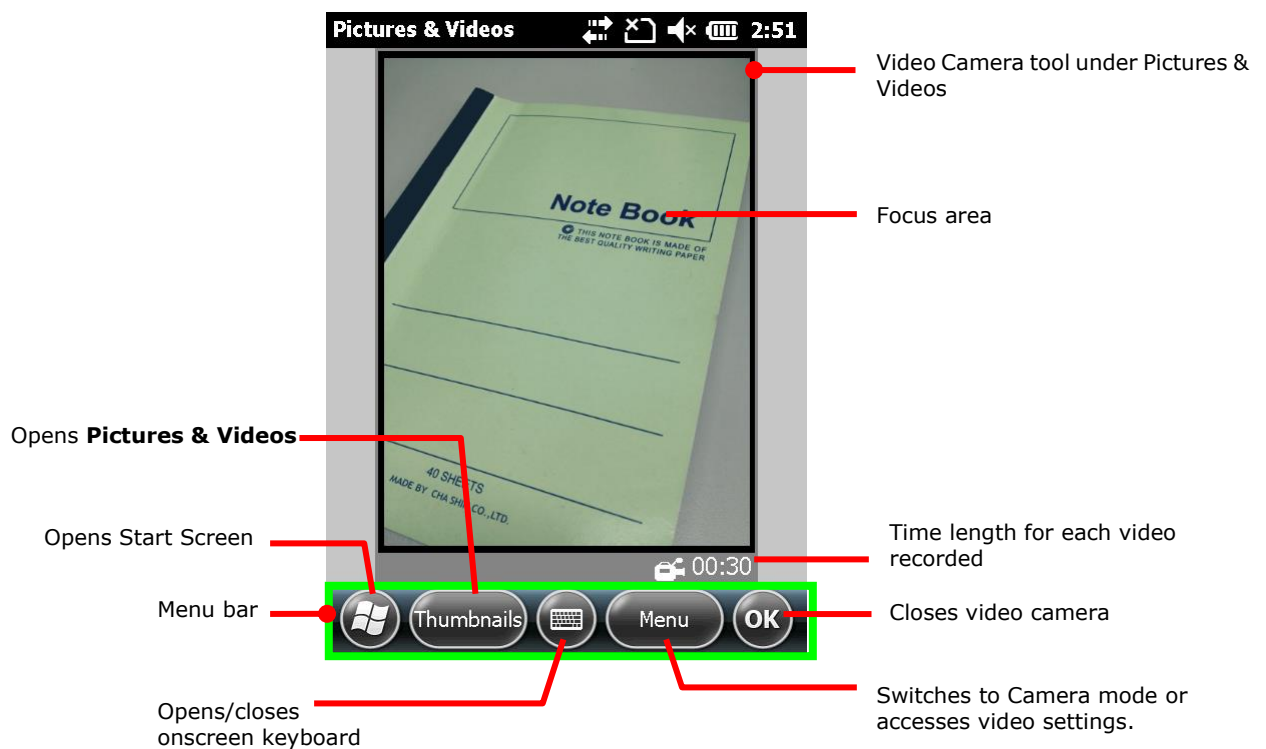 Pictures & Videos 2:51
Video Camera tool under Pictures &
Videos
Note Book
THIS NOTE BOOK IS MADE OF
THE BEST QUALITY WRITING PAPER
Focus area
40 SHEETS
MADE BY CHA SHIN CO.,LTD.
Opens Pictures & Videos
Opens Start Screen
Menu bar
Time length for each video
recorded
00:30
Thumbnails
Menu
OK
Closes video camera
Opens/closes
onscreen keyboard
Switches to Camera mode or
accesses video settings.